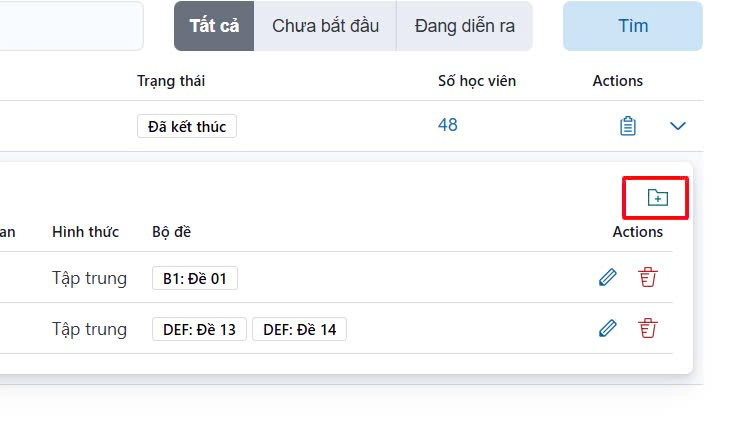 Tất cả Chưa bắt đầu Đang diễn ra Tìm
Trạng thái Số học viên Actions
Đã kết thúc 48
an Hình thức Bộ đề Actions
Tập trung B1: Đề 01
Tập trung DEF: Đề 13 DEF: Đề 14